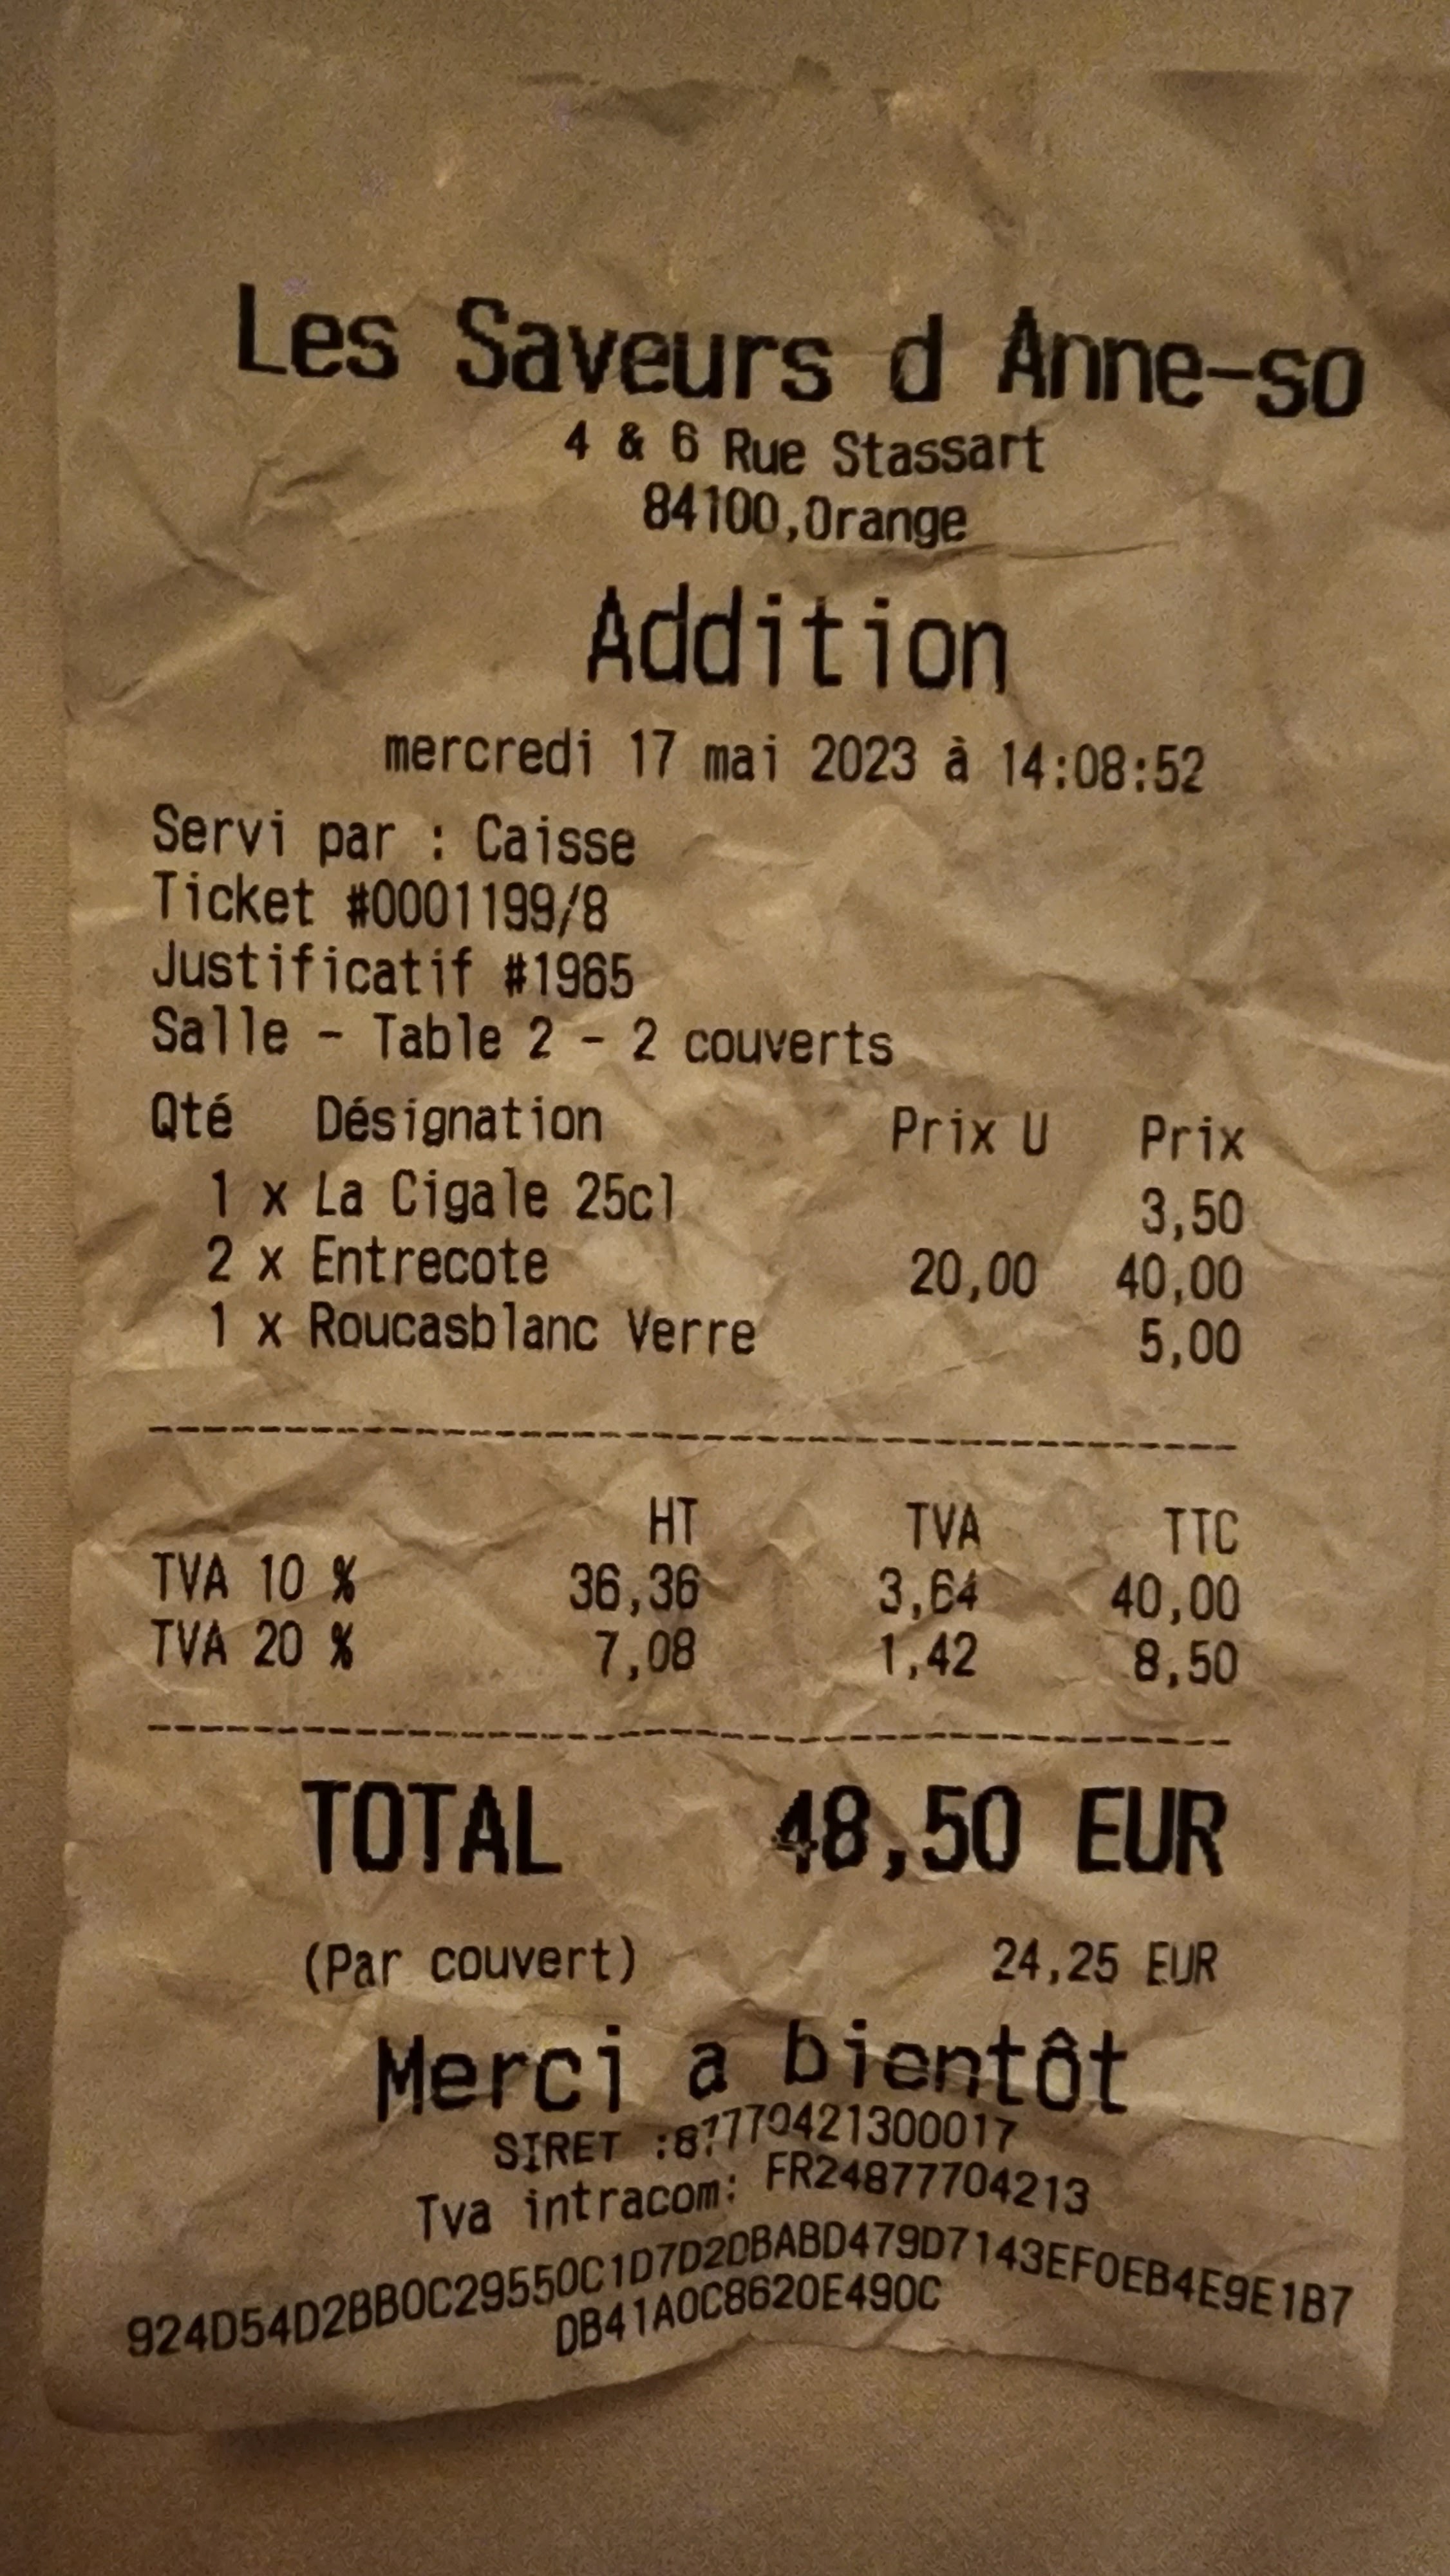 Les Saveurs d Anne-so
4 & 6 Rue Stassart
84100,Orange
Addition
mercredi 17 mai 2023 à 14:08:52
Servi par : Caisse
Ticket #0001199/8
Justificatif #1965
Salle - Table 2 - 2 couverts
Qté Désignation Prix U Prix
1 x La Cigale 25cl 3,50
2 x Entrecote 20,00 40,00
1 x Roucasblanc Verre 5,00
HT TVA TTC
TVA 10 % 36,36 3,64 40,00
TVA 20 % 7,08 1,42 8,50
TOTAL 48,50 EUR
(Par couvert) 24,25 EUR
Merci a bientôt
SIRET :87770421300017
Tva intracom: FR24877704213
924D54D2BB0C29550C1D7D2DBABD479D7143EF0EB4E9E1B7
DB41A0C8620E490C